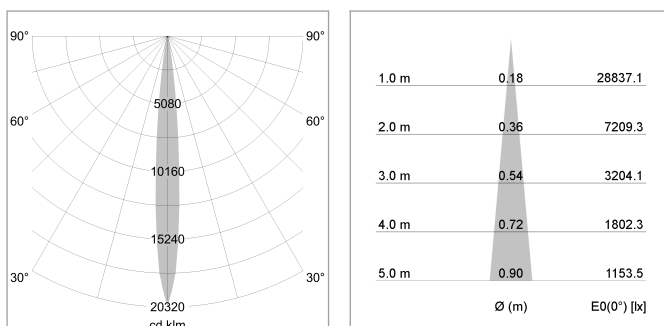 90° 90°
5080
60° 60°
10160
15240
30° 30°
20320
cd klm
1.0 m 0.18 28837.1
2.0 m 0.36 7209.3
3.0 m 0.54 3204.1
4.0 m 0.72 1802.3
5.0 m 0.90 1153.5
Ø (m) E0(0°) [lx]